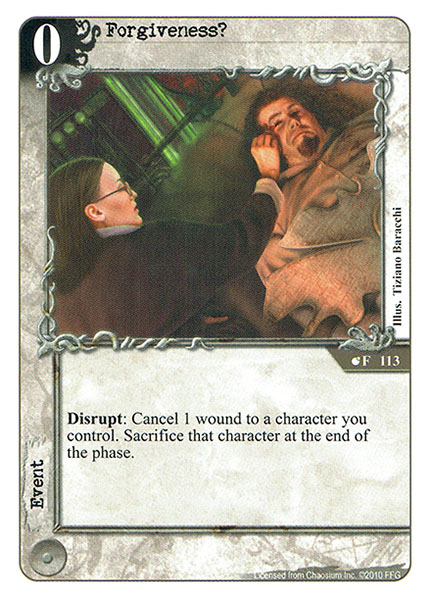 0
Forgiveness?
Illus. Tiziano Baracchi
F 113
Disrupt: Cancel 1 wound to a character you
control. Sacrifice that character at the end of
the phase.
Event
Licensed from Chaosium Inc. ©2010 FFG